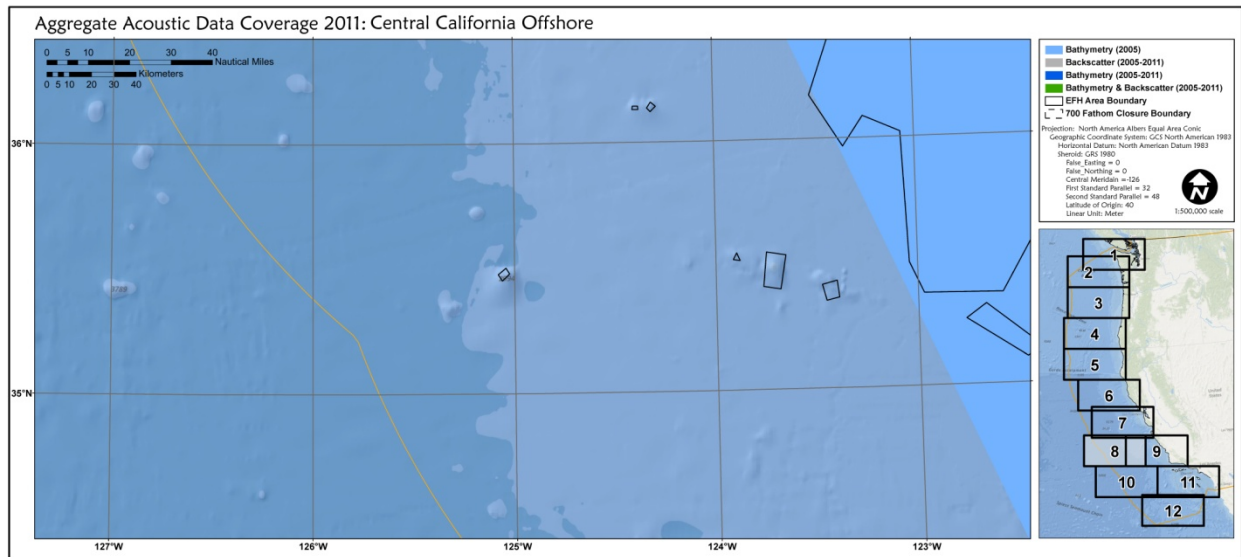 Aggregate Acoustic Data Coverage 2011: Central California Offshore
0 5 10 20 30 40
Nautical Miles
Kilometers
0 5 10 20 30 40
36°N
35°N
36°N
35°N
127°W 126°W 125°W 124°W 123°W
Bathymetry (2005)
Backscatter (2005-2011)
Bathymetry (2005-2011)
Bathymetry & Backscatter (2005-2011)
EFH Area Boundary
700 Fathom Closure Boundary
Projection: North America Albers Equal Area Conic
Geographic Coordinate System: GCS North American 1983
Horizontal Datum: North American Datum 1983
Sheroid: GRS 1980
False_Easting = 0
False_Northing = 0
Central Meridain =-126
First Standard Parallel = 32
Second Standard Parallel = 48
Latitude of Origin: 40
Linear Unit: Meter
N
1:500,000 scale
1
2
3
4
5
6
7
8 9
10 11
12